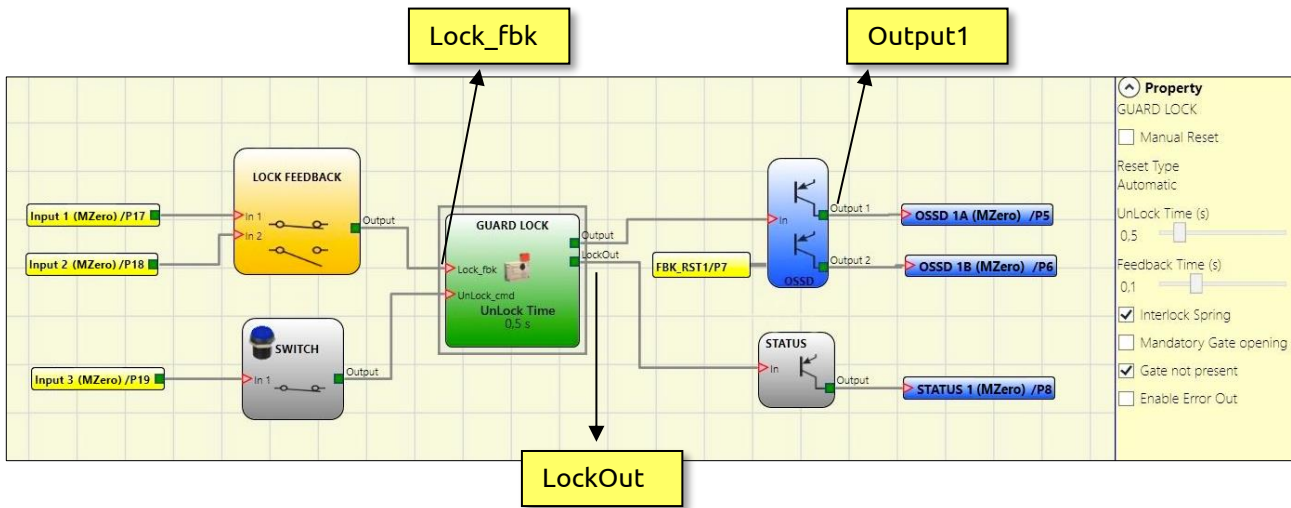 Lock_fbk
Output1
LOCK FEEDBACK
Input 1 (MZero) /P17
In 1
In 2
Output
Input 2 (MZero) /P18
GUARD LOCK
Output
LockOut
Lock_fbk
UnLock_cmd
UnLock Time
0,5 s
SWITCH
Input 3 (MZero) /P19
In 1
Output
In
Output 1
Output 2
OSSD
FBK_RST1/P7
OSSD 1A (MZero) /P5
OSSD 1B (MZero) /P6
STATUS
In
Output
STATUS 1 (MZero) /P8
LockOut
Property
GUARD LOCK
Manual Reset
Reset Type
Automatic
UnLock Time (s)
0,5
Feedback Time (s)
0,1
Interlock Spring
Mandatory Gate opening
Gate not present
Enable Error Out